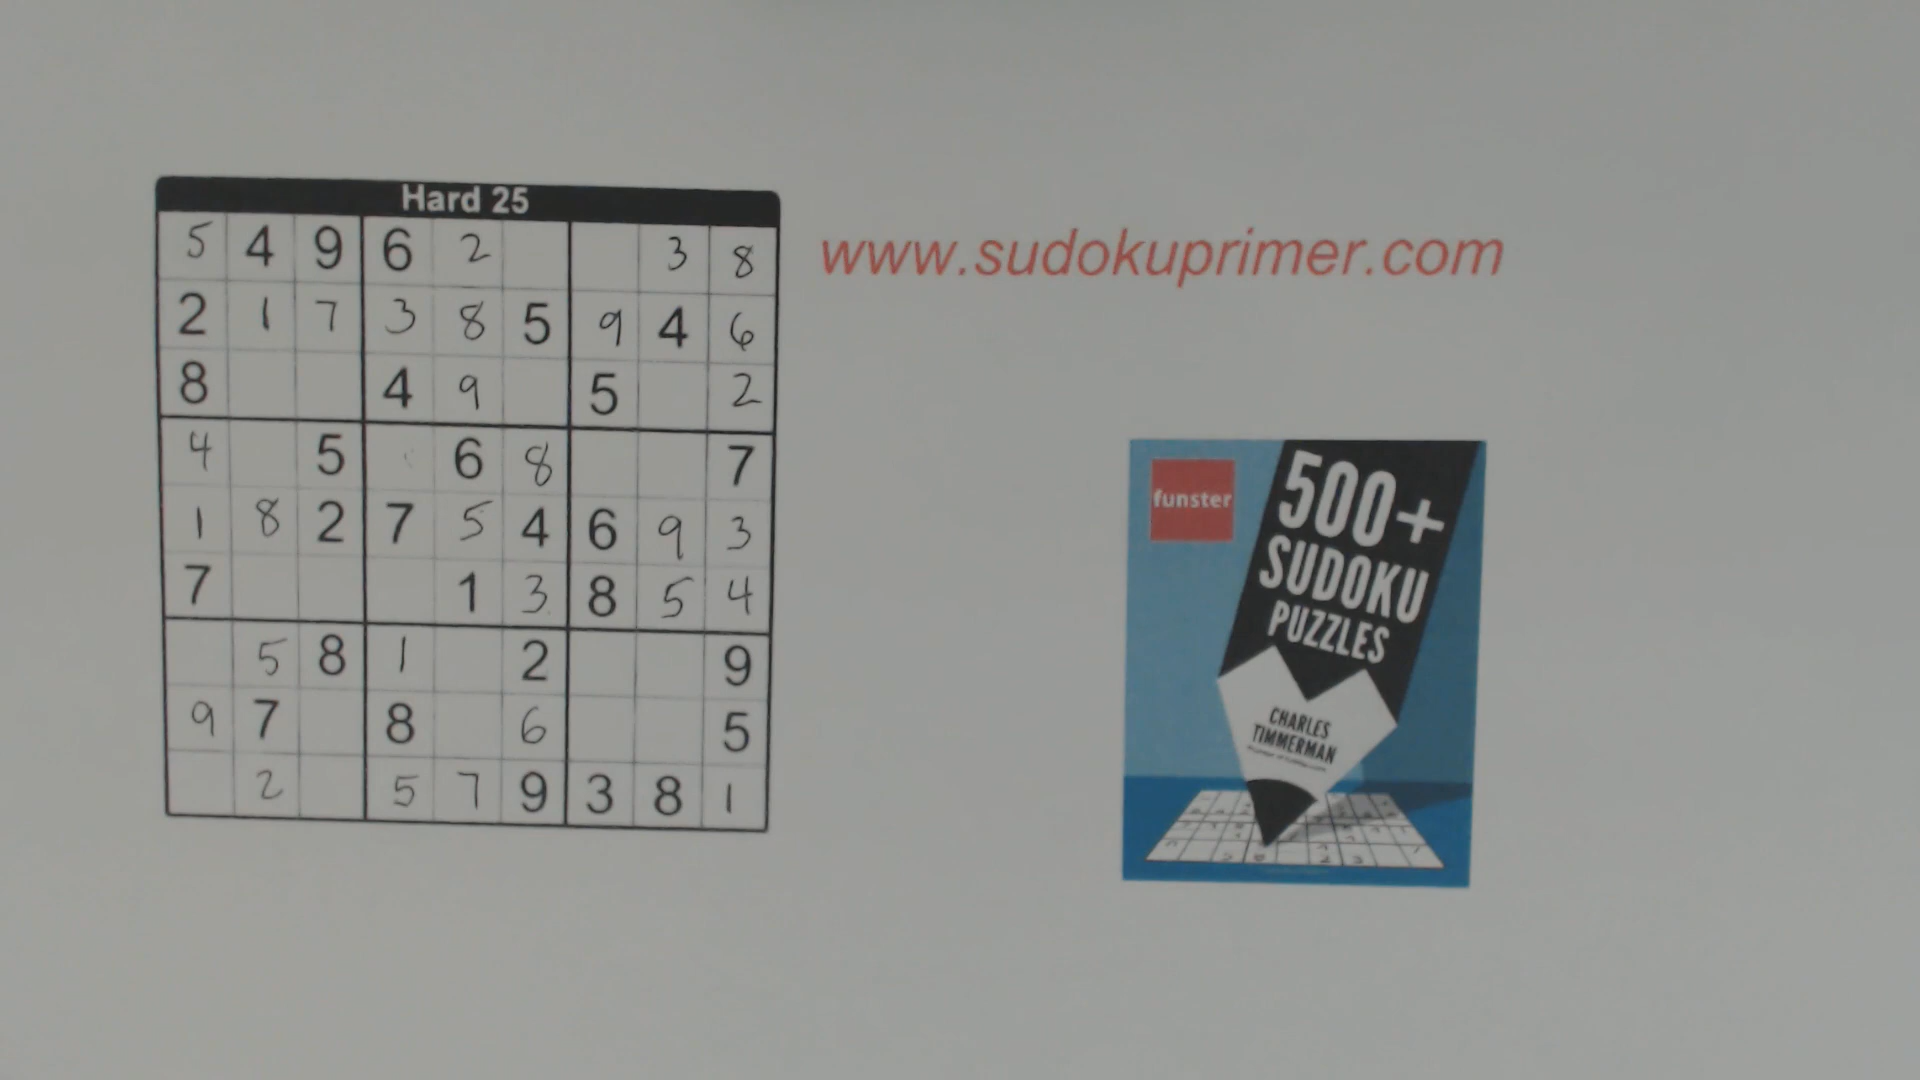 Hard 25
5 4 9 6 2 3 8
2 1 7 3 8 5 9 4 6
8 4 9 5 2
4 5 6 8 7
1 8 2 7 5 4 6 9 3
7 1 3 8 5 4
5 8 1 2 9
9 7 8 6 5
2 5 7 9 3 8 1
www.sudokuprimer.com
funster
500+
SUDOKU
PUZZLES
CHARLES
TIMMERMAN